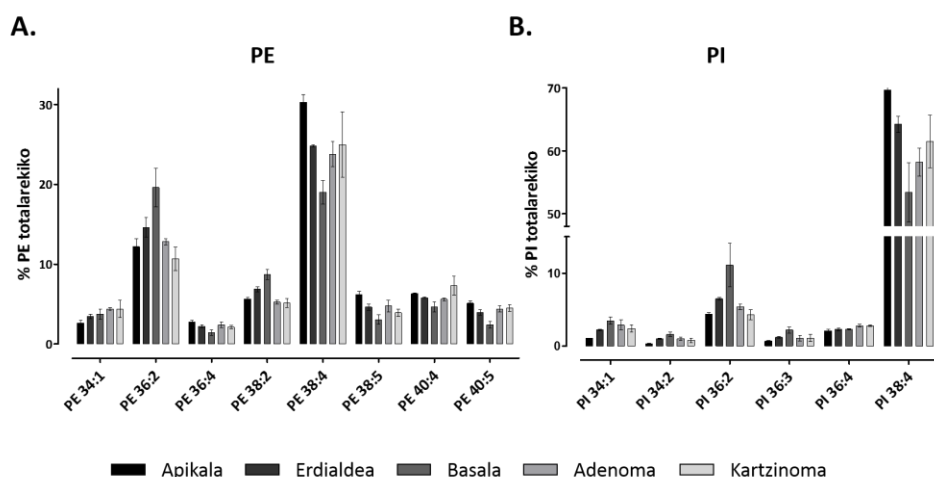 A.
PE
% PE totalarekiko
30
20
10
0
PE 34:1
PE 36:2
PE 36:4
PE 38:2
PE 38:4
PE 38:5
PE 40:4
PE 40:5
B.
PI
% PI totalarekiko
70
60
50
10
0
PI 34:1
PI 34:2
PI 36:2
PI 36:3
PI 36:4
PI 38:4
Apikala
Erdialdea
Basala
Adenoma
Kartzinoma